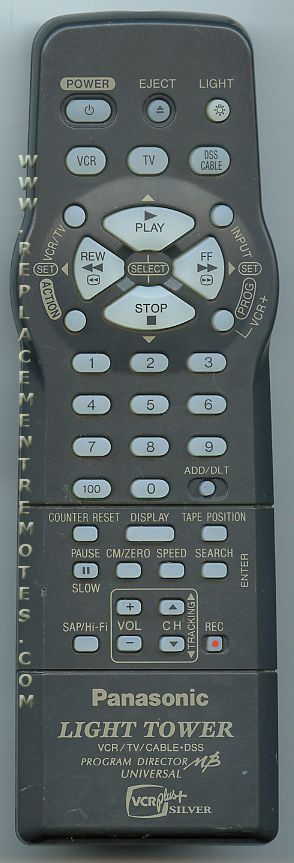 POWER EJECT LIGHT
VCR TV DSS CABLE
VCR/TV INPUT
PLAY
REW SELECT FF
SET SET
ACTION STOP PROG
VCR+
1 2 3
4 5 6
7 8 9
ADD/DLT
100 0
COUNTER RESET DISPLAY TAPE POSITION
PAUSE CM/ZERO SPEED SEARCH
SLOW
ENTER
+
SAP/Hi-Fi VOL CH REC
−
TRACKING
Panasonic
LIGHT TOWER
VCR/TV/CABLE•DSS
PROGRAM DIRECTOR
UNIVERSAL
VCR plus+
SILVER
WWW.REPLACEMENTREMOTES.COM